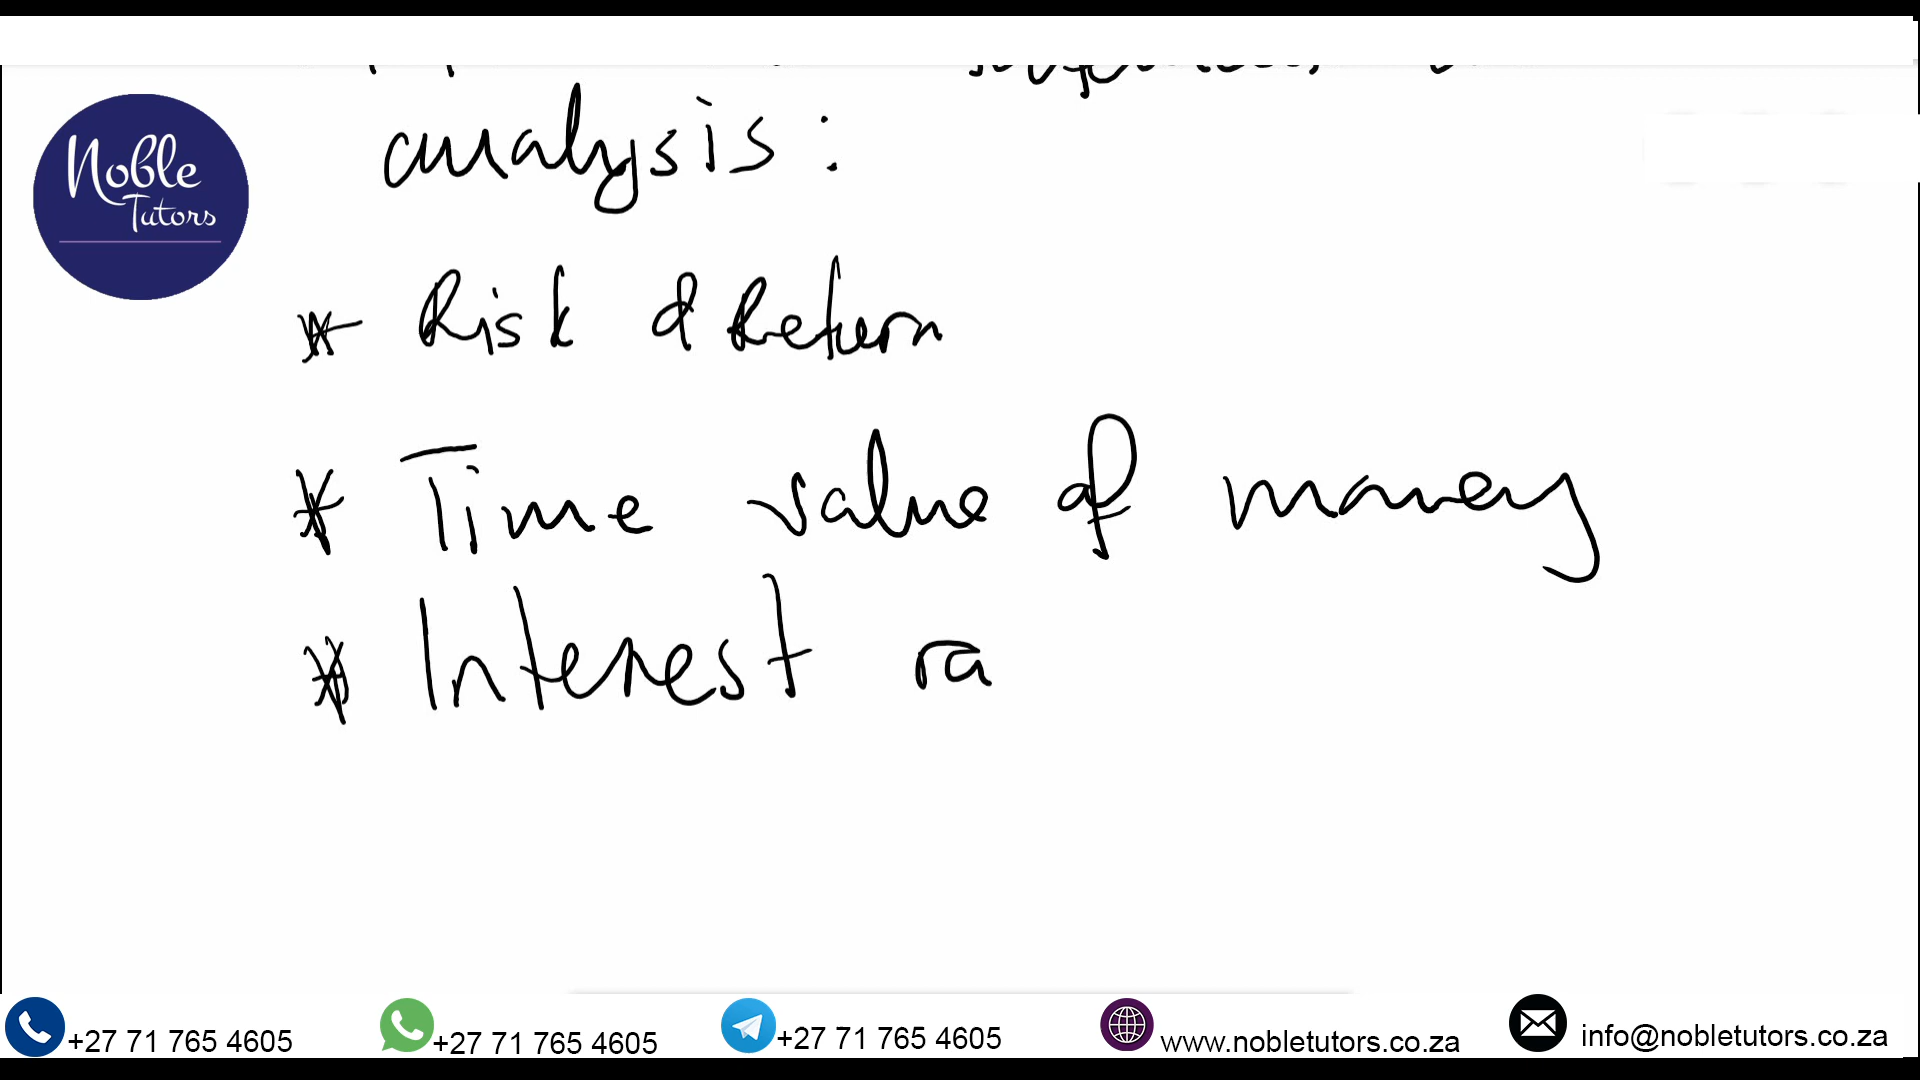 analysis:
Noble
Tutors
* Risk & Return
* Time value of money
* Interest ra
+27 71 765 4605
+27 71 765 4605
+27 71 765 4605
www.nobletutors.co.za
info@nobletutors.co.za